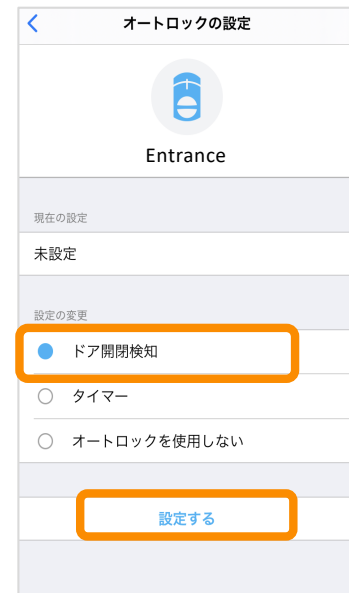 オートロックの設定
Entrance
現在の設定
未設定
設定の変更
ドア開閉検知
タイマー
オートロックを使用しない
設定する